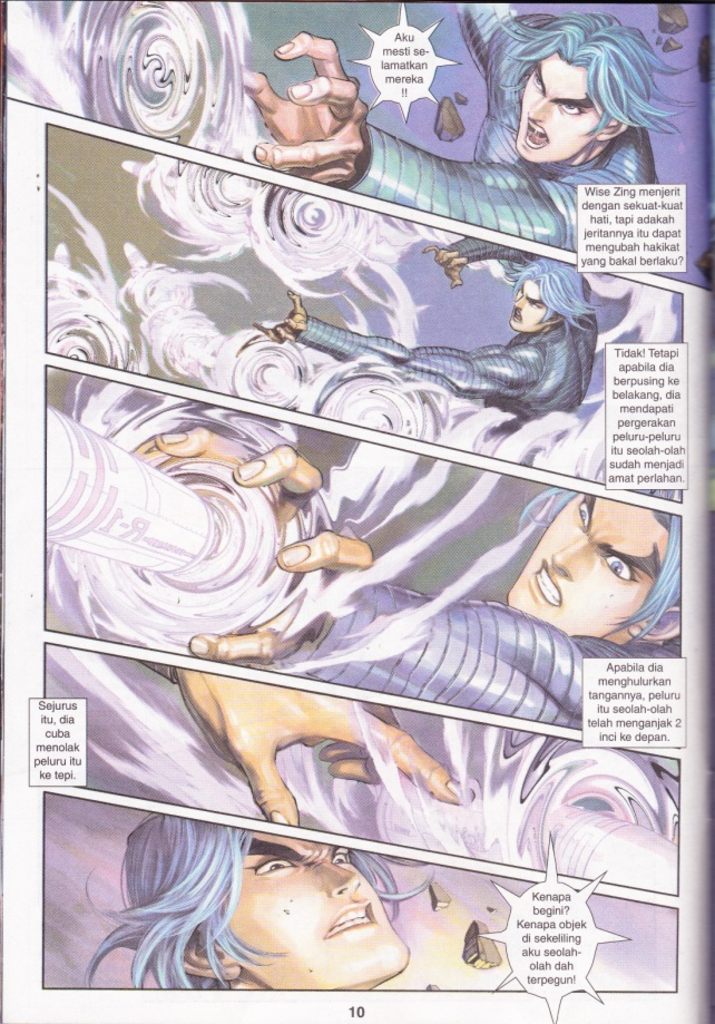 Aku
mesti se-
lamatkan
mereka
!!
Wise Zing menjerit
dengan sekuat-kuat
hati, tapi adakah
jeritannya itu dapat
mengubah hakikat
yang bakal berlaku?
Tidak! Tetapi
apabila dia
berpusing ke
belakang, dia
mendapati
pergerakan
peluru-peluru
itu seolah-olah
sudah menjadi
amat perlahan.
R-1
Apabila dia
menghulurkan
tangannya, peluru
itu seolah-olah
telah menganjak 2
inci ke depan.
Sejurus
itu, dia
cuba
menolak
peluru itu
ke tepi.
Kenapa
begini?
Kenapa objek
di sekeliling
aku seolah-
olah dah
terpegun!
10